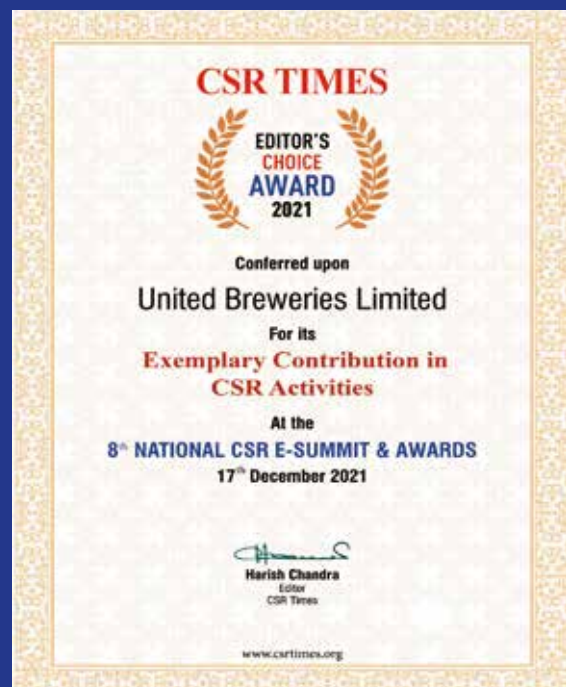 CSR TIMES
EDITOR'S
CHOICE
AWARD
2021
Conferred upon
United Breweries Limited
For its
Exemplary Contribution in
CSR Activities
At the
8th NATIONAL CSR E-SUMMIT & AWARDS
17th December 2021
Harish Chandra
Editor
CSR Times
www.csrtimes.org